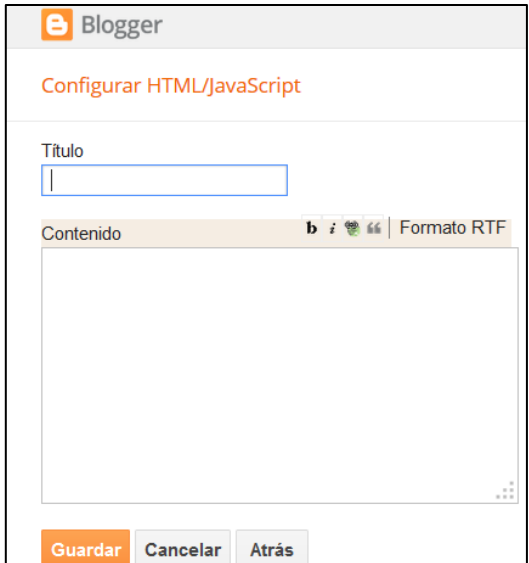 Blogger
Configurar HTML/JavaScript
Título
Contenido b i “ Formato RTF
Guardar Cancelar Atrás